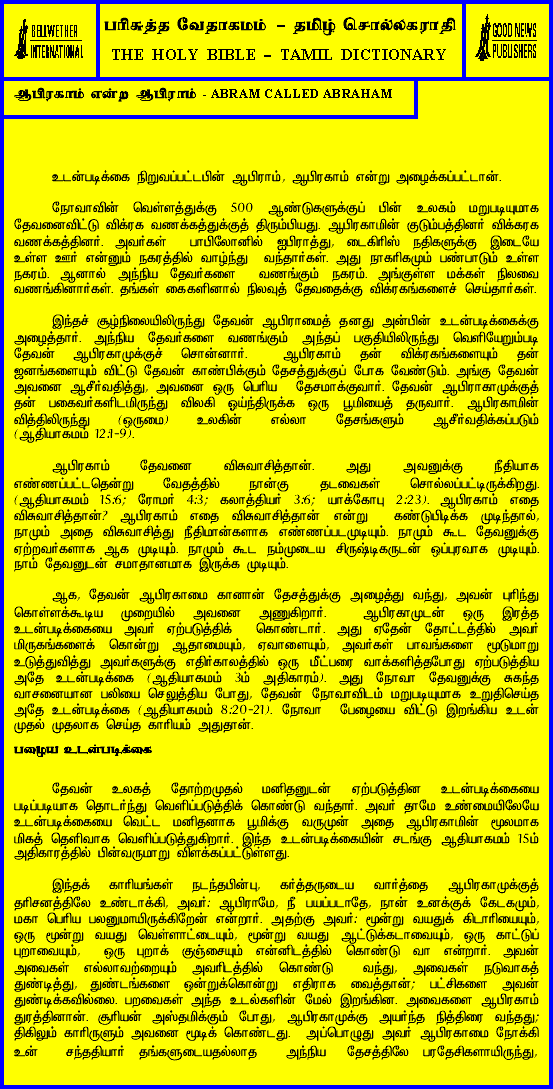 BELLWETHER
INTERNATIONAL
பரிசுத்த வேதாகமம் – தமிழ் சொல்லகராதி
THE HOLY BIBLE – TAMIL DICTIONARY
GOOD NEWS
PUBLISHERS
ஆபிரகாம் என்ற ஆபிராம் - ABRAM CALLED ABRAHAM
உடன்படிக்கை நிறுவப்பட்டபின் ஆபிராம், ஆபிரகாம் என்று அழைக்கப்பட்டான்.
நோவாவின் வெள்ளத்துக்கு 500 ஆண்டுகளுக்குப் பின் உலகம் மறுபடியுமாக
தேவனைவிட்டு விக்ரக வணக்கத்துக்குத் திரும்பியது. ஆபிரகாமின் குடும்பத்தினர் விக்கரக
வணக்கத்தினர். அவர்கள் பாபிலோனில் ஐபிராத்து, டைகிரிஸ் நதிகளுக்கு இடையே
உள்ள ஊர் என்னும் நகரத்தில் வாழ்ந்து வந்தார்கள். அது நாகரிகமும் பண்பாடும் உள்ள
நகரம். ஆனால் அந்நிய தேவர்களை வணங்கும் நகரம். அங்குள்ள மக்கள் நிலவை
வணங்கினார்கள். தங்கள் கைகளினால் நிலவுத் தேவதைக்கு விக்ரகங்களைச் செய்தார்கள்.
இந்தச் சூழ்நிலையிலிருந்து தேவன் ஆபிராமைத் தனது அன்பின் உடன்படிக்கைக்கு
அழைத்தார். அந்நிய தேவர்களை வணங்கும் அந்தப் பகுதியிலிருந்து வெளியேறும்படி
தேவன் ஆபிரகாமுக்குச் சொன்னார். ஆபிரகாம் தன் விக்ரகங்களையும் தன்
ஜனங்களையும் விட்டு தேவன் காண்பிக்கும் தேசத்துக்குப் போக வேண்டும். அங்கு தேவன்
அவனை ஆசீர்வதித்து, அவனை ஒரு பெரிய தேசமாக்குவார். தேவன் ஆபிராகாமுக்குத்
தன் பகைவர்களிடமிருந்து விலகி ஓய்ந்திருக்க ஒரு பூமியைத் தருவார். ஆபிரகாமின்
வித்திலிருந்து (ஒருமை) உலகின் எல்லா தேசங்களும் ஆசீர்வதிக்கப்படும்
(ஆதியாகமம் 12:1-9).
ஆபிரகாம் தேவனை விசுவாசித்தான். அது அவனுக்கு நீதியாக
எண்ணப்பட்டதென்று வேதத்தில் நான்கு தடவைகள் சொல்லப்பட்டிருக்கிறது.
(ஆதியாகமம் 15:6; ரோமர் 4:3; கலாத்தியர் 3:6; யாக்கோபு 2:23). ஆபிரகாம் எதை
விசுவாசித்தான்? ஆபிரகாம் எதை விசுவாசித்தான் என்று கண்டுபிடிக்க முடிந்தால்,
நாமும் அதை விசுவாசித்து நீதிமான்களாக எண்ணப்படமுடியும். நாமும் கூட தேவனுக்கு
ஏற்றவர்களாக ஆக முடியும். நாமும் கூட நம்முடைய சிருஷ்டிகருடன் ஒப்புரவாக முடியும்.
நாம் தேவனுடன் சமாதானமாக இருக்க முடியும்.
ஆக, தேவன் ஆபிரகாமை கானான் தேசத்துக்கு அழைத்து வந்து, அவன் புரிந்து
கொள்ளக்கூடிய முறையில் அவனை அணுகிறார். ஆபிரகாமுடன் ஒரு இரத்த
உடன்படிக்கையை அவர் ஏற்படுத்திக் கொண்டார். அது ஏதேன் தோட்டத்தில் அவர்
மிருகங்களைக் கொன்று ஆதாமையும், ஏவாளையும், அவர்கள் பாவங்களை மூடுமாறு
உடுத்துவித்து அவர்களுக்கு எதிர்காலத்தில் ஒரு மீட்பரை வாக்களித்தபோது ஏற்படுத்திய
அதே உடன்படிக்கை (ஆதியாகமம் 3ம் அதிகாரம்). அது நோவா தேவனுக்கு சுகந்த
வாசனையான பலியை செலுத்திய போது, தேவன் நோவாவிடம் மறுபடியுமாக உறுதிசெய்த
அதே உடன்படிக்கை (ஆதியாகமம் 8:20-21). நோவா பேழையை விட்டு இறங்கிய உடன்
முதல் முதலாக செய்த காரியம் அதுதான்.
பழைய உடன்படிக்கை
தேவன் உலகத் தோற்றமுதல் மனிதனுடன் ஏற்படுத்தின உடன்படிக்கையை
படிப்படியாக தொடர்ந்து வெளிப்படுத்திக் கொண்டு வந்தார். அவர் தாமே உண்மையிலேயே
உடன்படிக்கையை வெட்ட மனிதனாக பூமிக்கு வருமுன் அதை ஆபிரகாமின் மூலமாக
மிகத் தெளிவாக வெளிப்படுத்துகிறார். இந்த உடன்படிக்கையின் சடங்கு ஆதியாகமம் 15ம்
அதிகாரத்தில் பின்வருமாறு விளக்கப்பட்டுள்ளது.
இந்தக் காரியங்கள் நடந்தபின்பு, கர்த்தருடைய வார்த்தை ஆபிரகாமுக்குத்
தரிசனத்திலே உண்டாக்கி, அவர்: ஆபிராமே, நீ பயப்படாதே, நான் உனக்குக் கேடகமும்,
மகா பெரிய பலனுமாயிருக்கிறேன் என்றார். அதற்கு அவர்: மூன்று வயதுக் கிடாரியையும்,
ஒரு மூன்று வயது வெள்ளாட்டையும், மூன்று வயது ஆட்டுக்கடாவையும், ஒரு காட்டுப்
புறாவையும், ஒரு புறாக் குஞ்சையும் என்னிடத்தில் கொண்டு வா என்றார். அவன்
அவைகள் எல்லாவற்றையும் அவரிடத்தில் கொண்டு வந்து, அவைகளை நடுவாகத்
துண்டித்து, துண்டங்களை ஒன்றுக்கொன்று எதிராக வைத்தான்; பட்சிகளை அவன்
துண்டிக்கவில்லை. பறவைகள் அந்த உடல்களின் மேல் இறங்கின. அவைகளை ஆபிரகாம்
துரத்தினான். சூரியன் அஸ்தமிக்கும் போது, ஆபிரகாமுக்கு அயர்ந்த நித்திரை வந்தது;
திகிலும் காரிருளும் அவனை மூடிக் கொண்டது. அப்பொழுது அவர் ஆபிரகாமை நோக்கி
உன் சந்ததியார் தங்களுடையதல்லாத அந்நிய தேசத்திலே பரதேசிகளாயிருந்து,